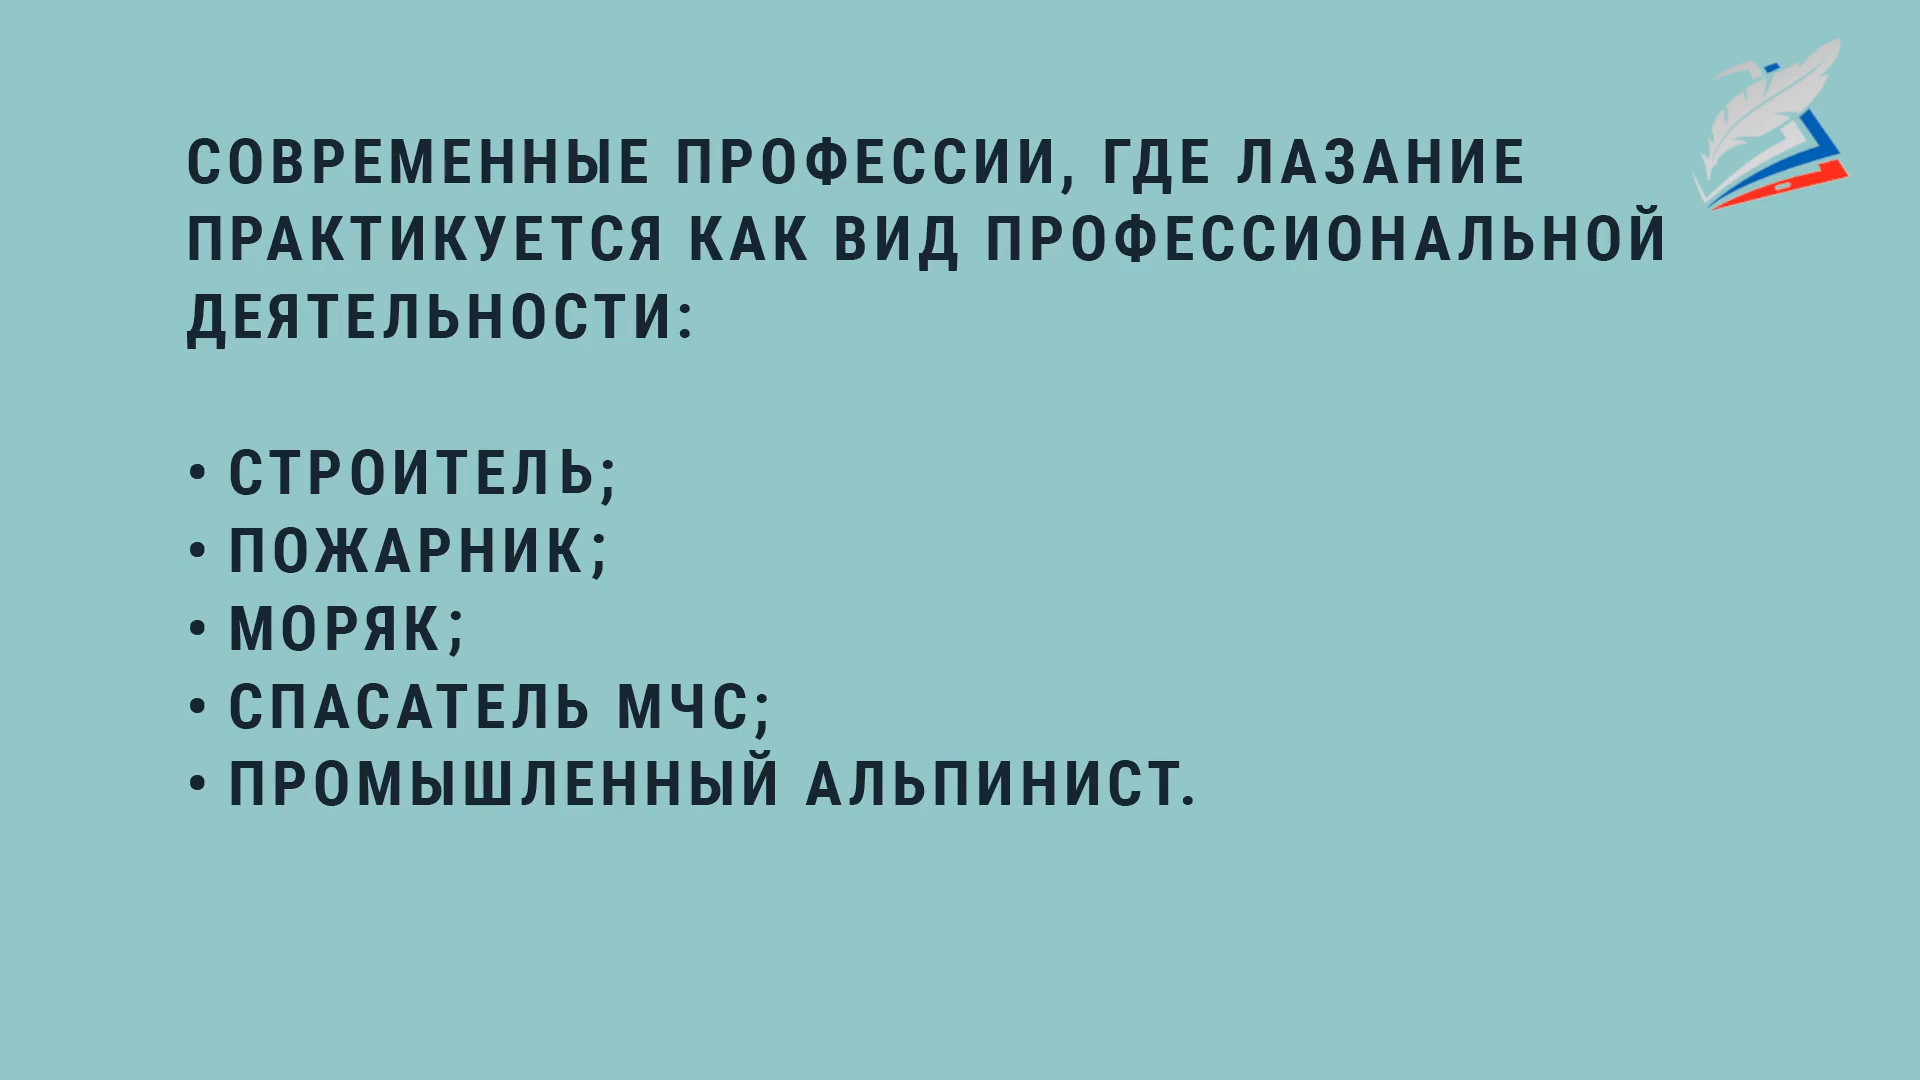 СОВРЕМЕННЫЕ ПРОФЕССИИ, ГДЕ ЛАЗАНИЕ
ПРАКТИКУЕТСЯ КАК ВИД ПРОФЕССИОНАЛЬНОЙ
ДЕЯТЕЛЬНОСТИ:
• СТРОИТЕЛЬ;
• ПОЖАРНИК;
• МОРЯК;
• СПАСАТЕЛЬ МЧС;
• ПРОМЫШЛЕННЫЙ АЛЬПИНИСТ.